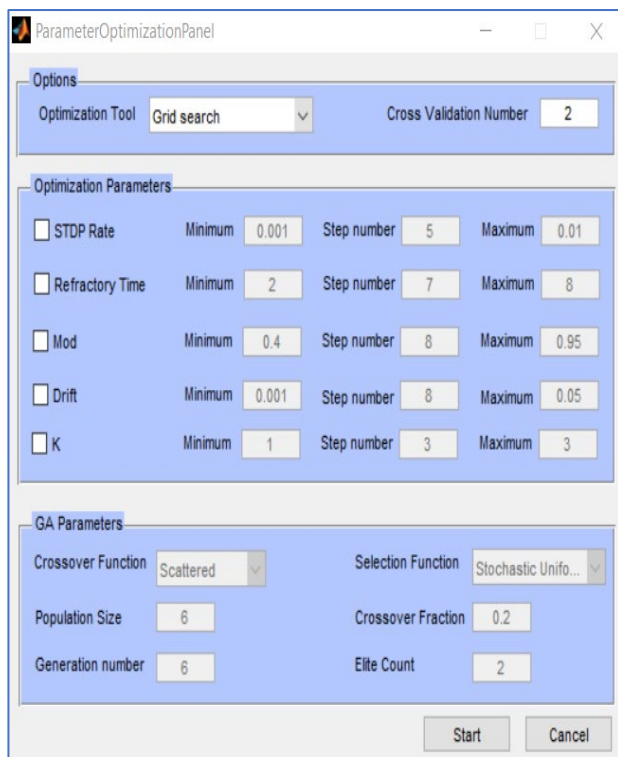 ParameterOptimizationPanel
Options
Optimization Tool Grid search Cross Validation Number 2
Optimization Parameters
STDP Rate Minimum 0.001 Step number 5 Maximum 0.01
Refractory Time Minimum 2 Step number 7 Maximum 8
Mod Minimum 0.4 Step number 8 Maximum 0.95
Drift Minimum 0.001 Step number 8 Maximum 0.05
K Minimum 1 Step number 3 Maximum 3
GA Parameters
Crossover Function Scattered Selection Function Stochastic Unifo...
Population Size 6 Crossover Fraction 0.2
Generation number 6 Elite Count 2
Start Cancel